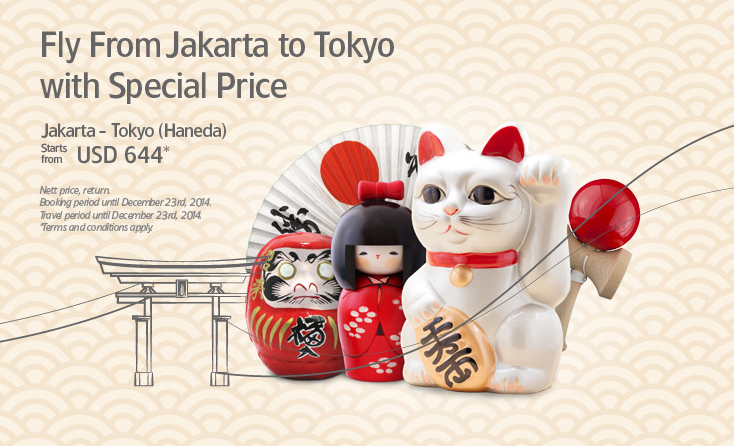 Fly From Jakarta to Tokyo
with Special Price
Jakarta – Tokyo (Haneda)
Starts
from USD 644*
Nett price, return.
Booking period until December 23rd, 2014.
Travel period until December 23rd, 2014.
*Terms and conditions apply.
福